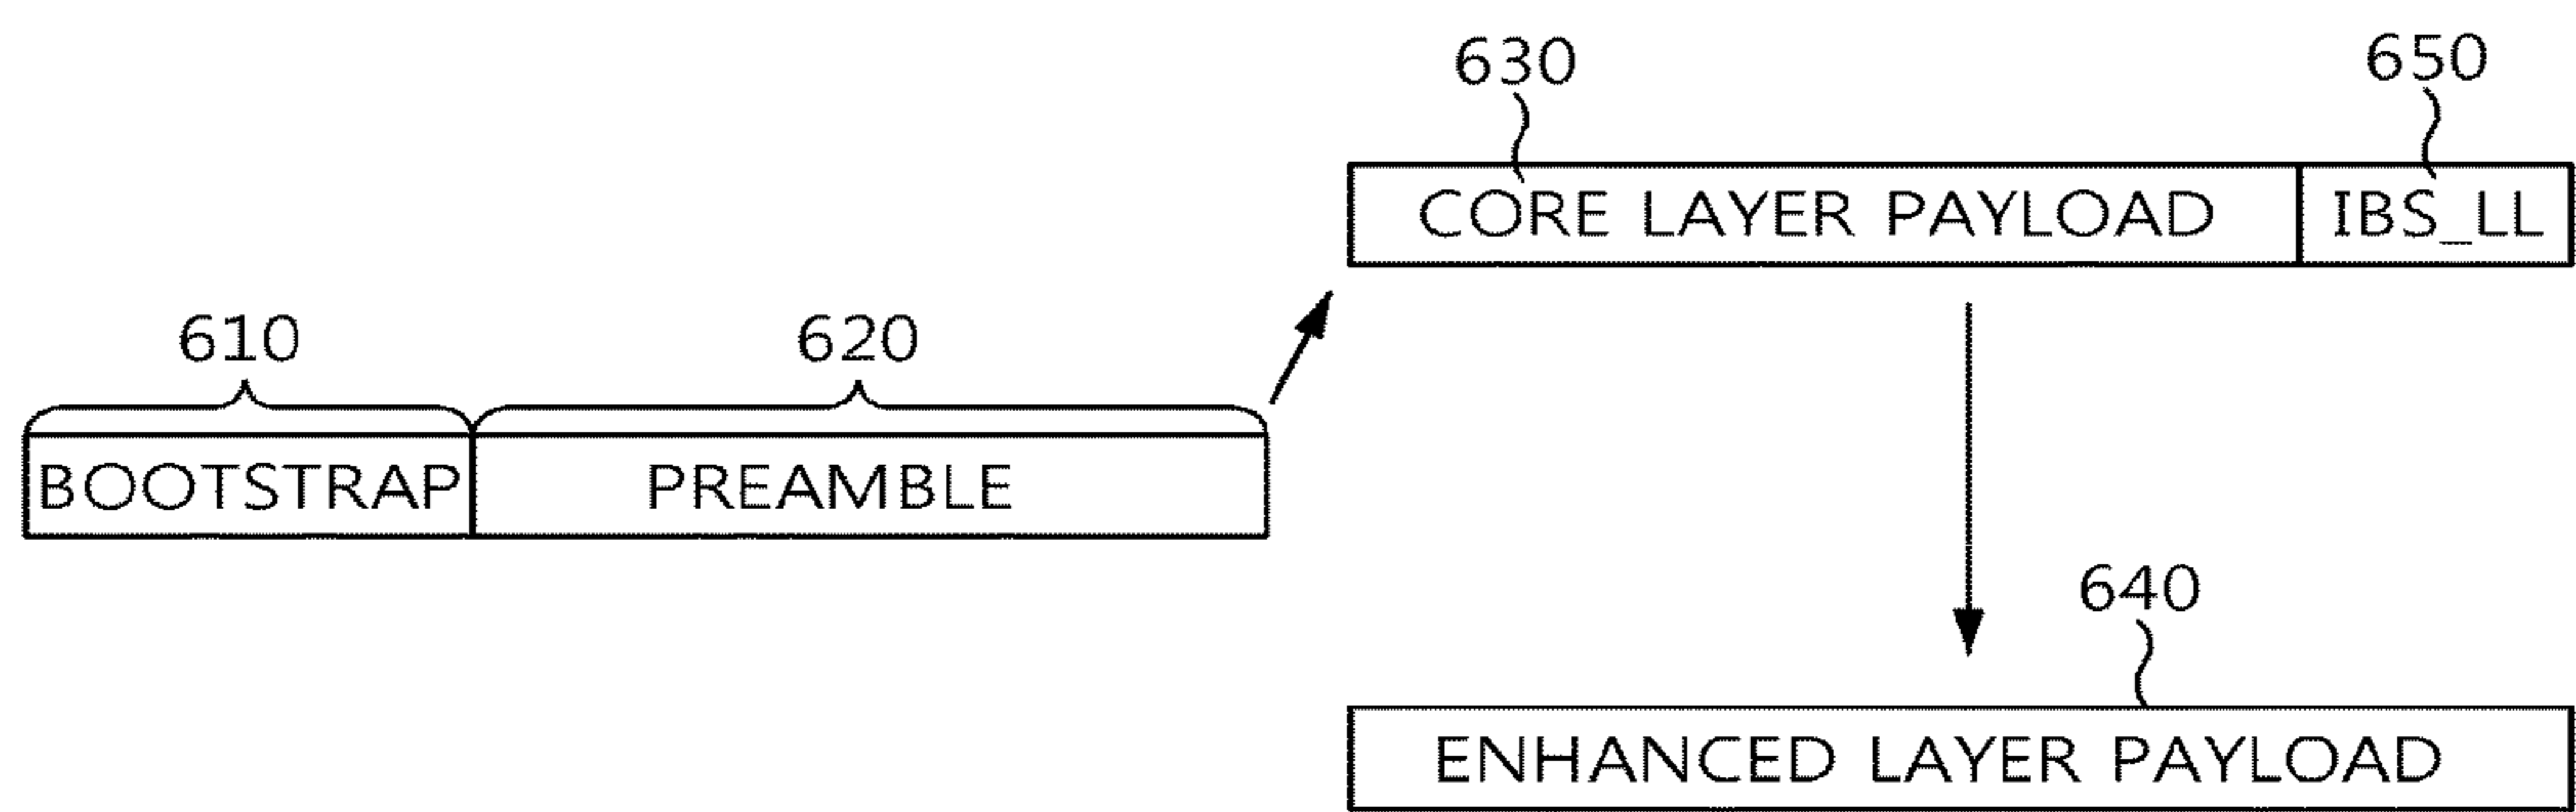 630 650
CORE LAYER PAYLOAD IBS_LL
610 620
BOOTSTRAP PREAMBLE
640
ENHANCED LAYER PAYLOAD